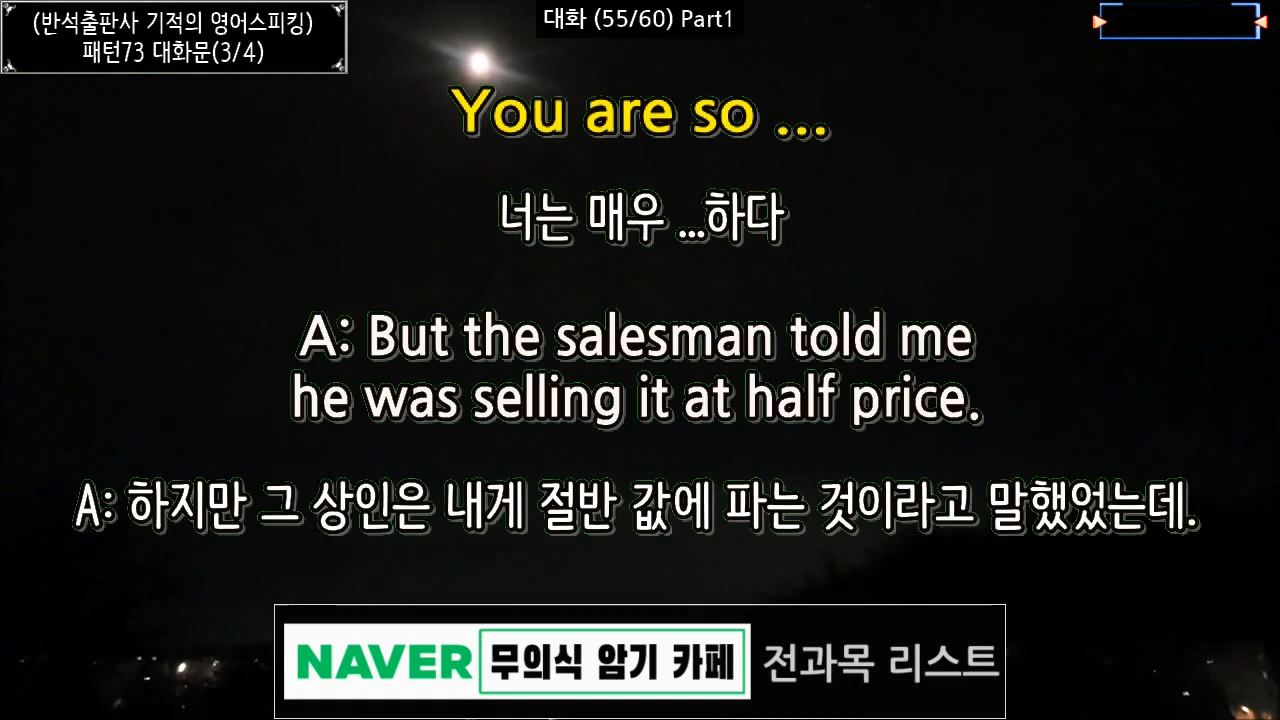 (반석출판사 기적의 영어스피킹)
패턴73 대화문(3/4)
대화 (55/60) Part1
You are so ...
너는 매우 ...하다
A: But the salesman told me
he was selling it at half price.
A: 하지만 그 상인은 내게 절반 값에 파는 것이라고 말했었는데.
NAVER 무의식 암기 카페 전과목 리스트